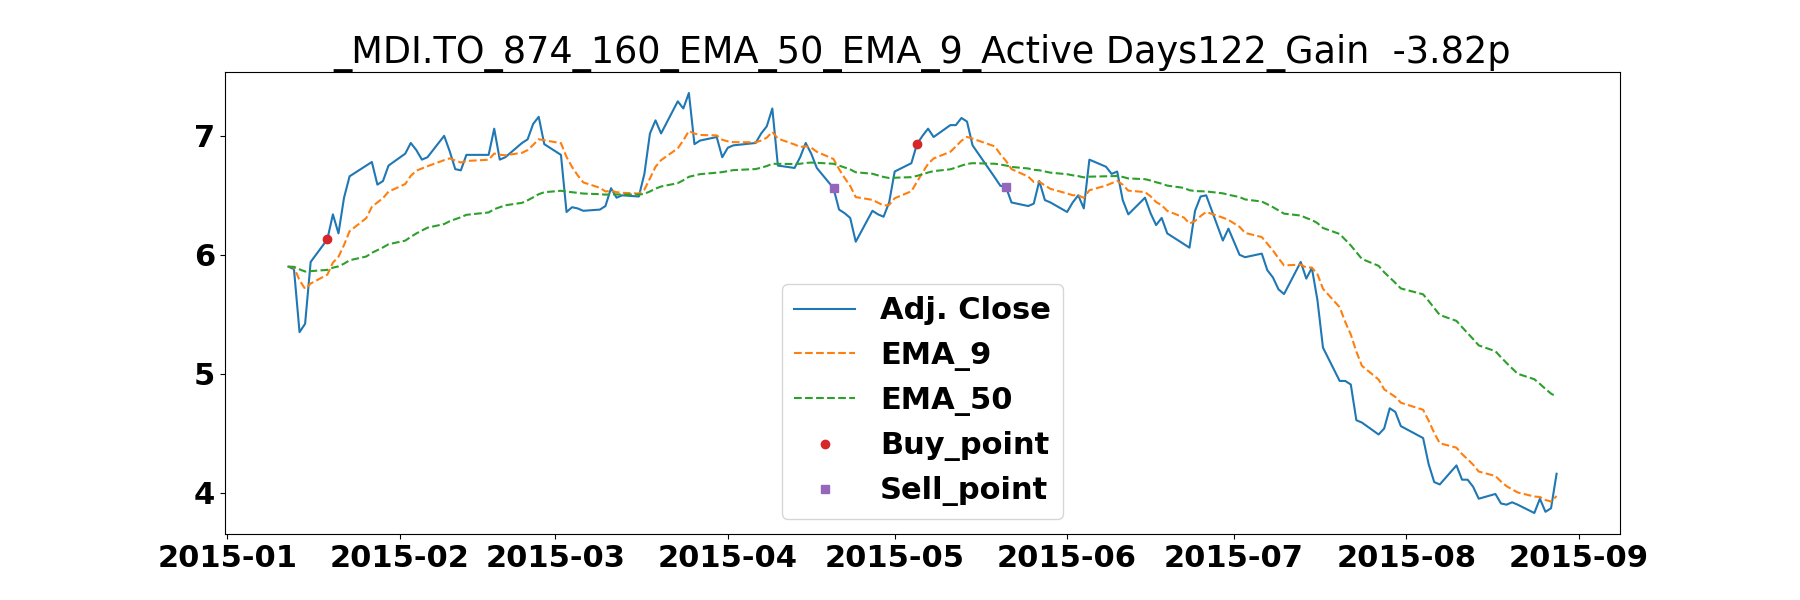 _MDI.TO_874_160_EMA_50_EMA_9_Active Days122_Gain  -3.82p
7
6
5
4
Adj. Close
EMA_9
EMA_50
Buy_point
Sell_point
2015-01 2015-02 2015-03 2015-04 2015-05 2015-06 2015-07 2015-08 2015-09